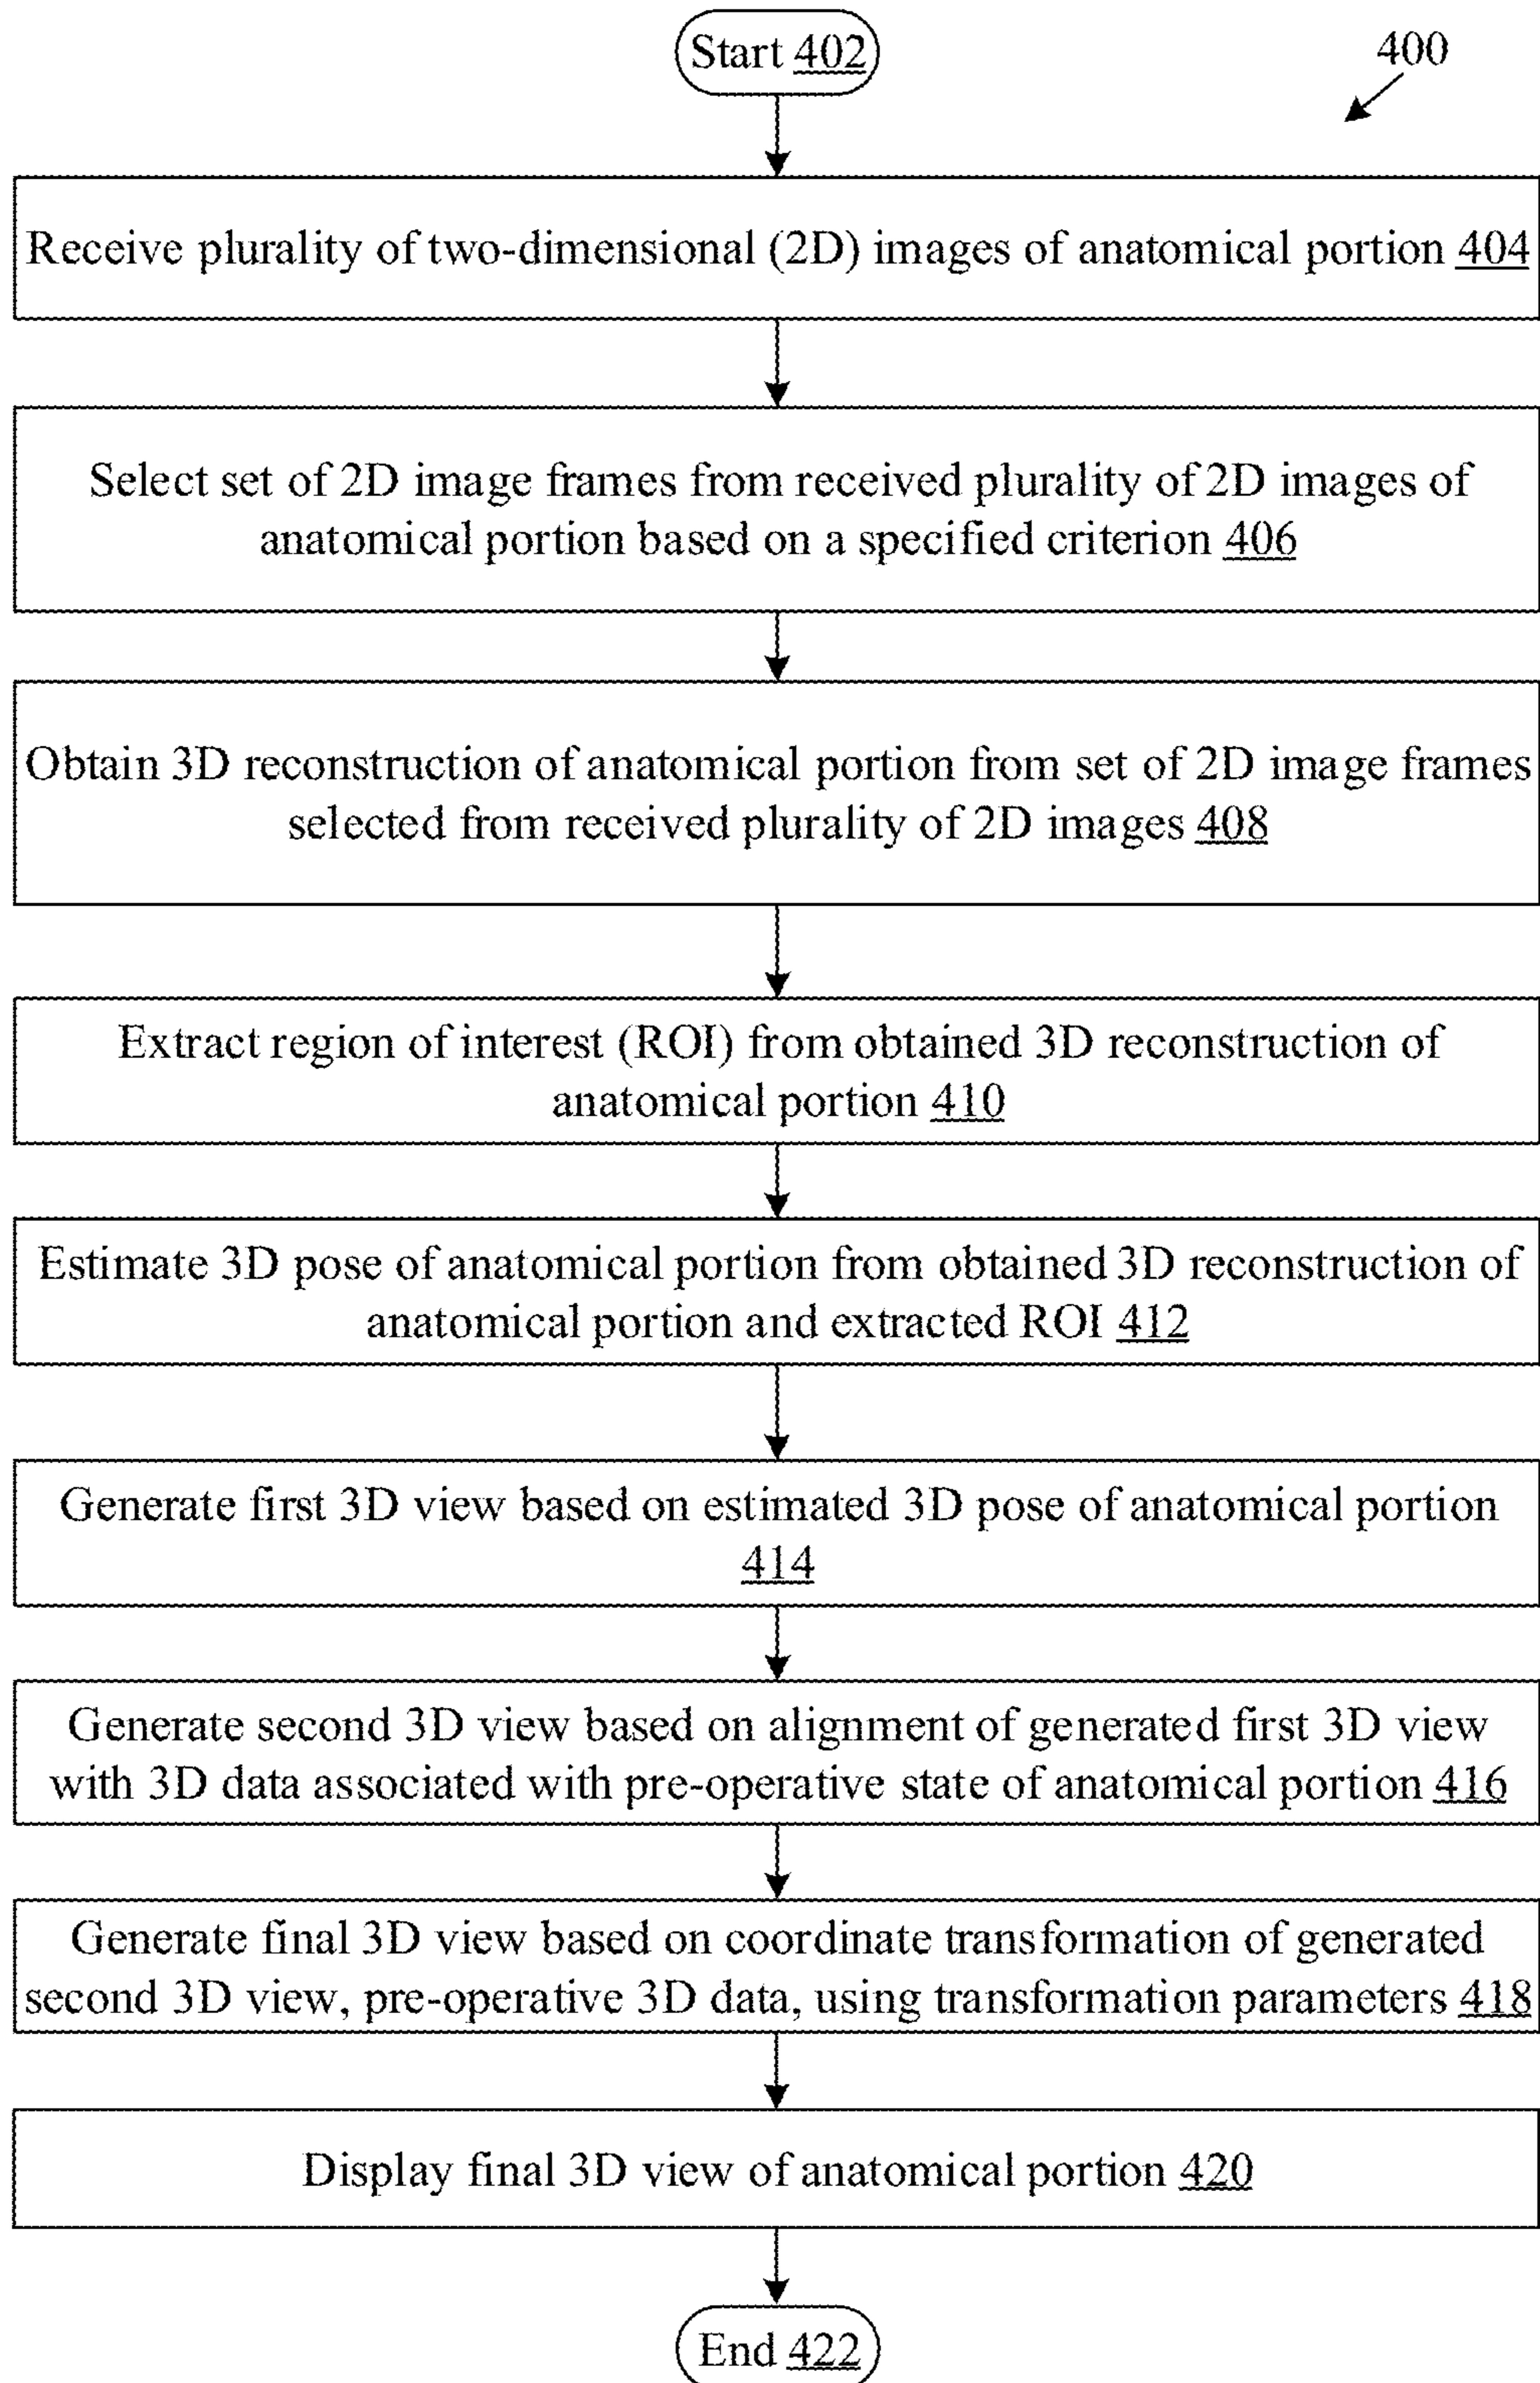 Start 402
400
Receive plurality of two-dimensional (2D) images of anatomical portion 404
Select set of 2D image frames from received plurality of 2D images of
anatomical portion based on a specified criterion 406
Obtain 3D reconstruction of anatomical portion from set of 2D image frames
selected from received plurality of 2D images 408
Extract region of interest (ROI) from obtained 3D reconstruction of
anatomical portion 410
Estimate 3D pose of anatomical portion from obtained 3D reconstruction of
anatomical portion and extracted ROI 412
Generate first 3D view based on estimated 3D pose of anatomical portion
414
Generate second 3D view based on alignment of generated first 3D view
with 3D data associated with pre-operative state of anatomical portion 416
Generate final 3D view based on coordinate transformation of generated
second 3D view, pre-operative 3D data, using transformation parameters 418
Display final 3D view of anatomical portion 420
End 422